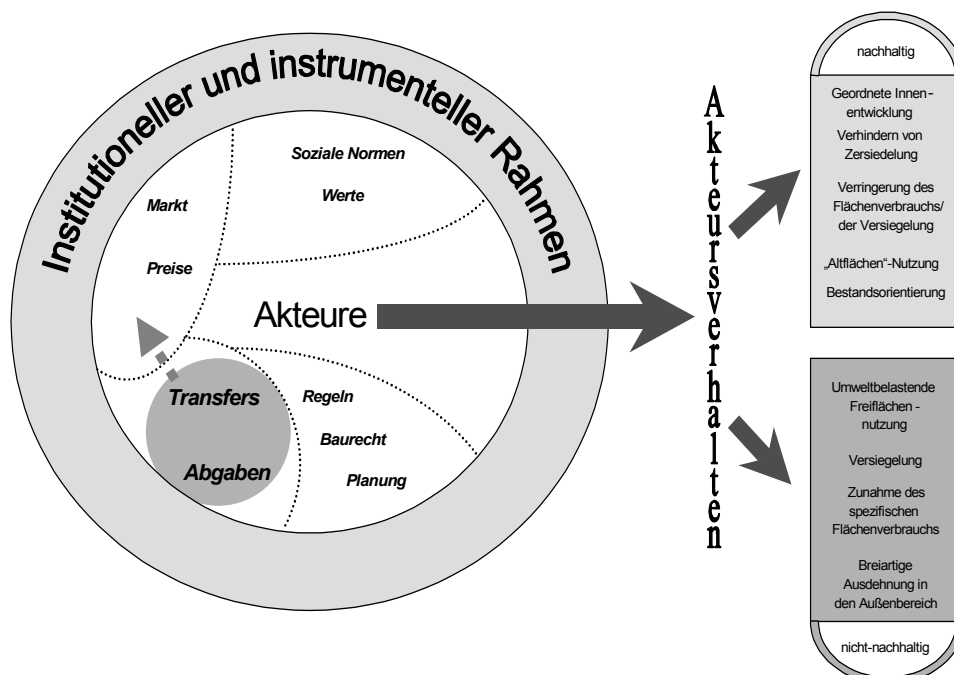 Institutioneller und instrumenteller Rahmen
Soziale Normen
Werte
Markt
Preise
Akteure
Transfers
Abgaben
Regeln
Baurecht
Planung
Akteursverhalten
nachhaltig
Geordnete Innen-
entwicklung
Verhindern von
Zersiedelung
Verringerung des
Flächenverbrauchs/
der Versiegelung
„Altflächen“-Nutzung
Bestandsorientierung
Umweltbelastende
Freiflächen -
nutzung
Versiegelung
Zunahme des
spezifischen
Flächenverbrauchs
Breiartige
Ausdehnung in
den Außenbereich
nicht-nachhaltig